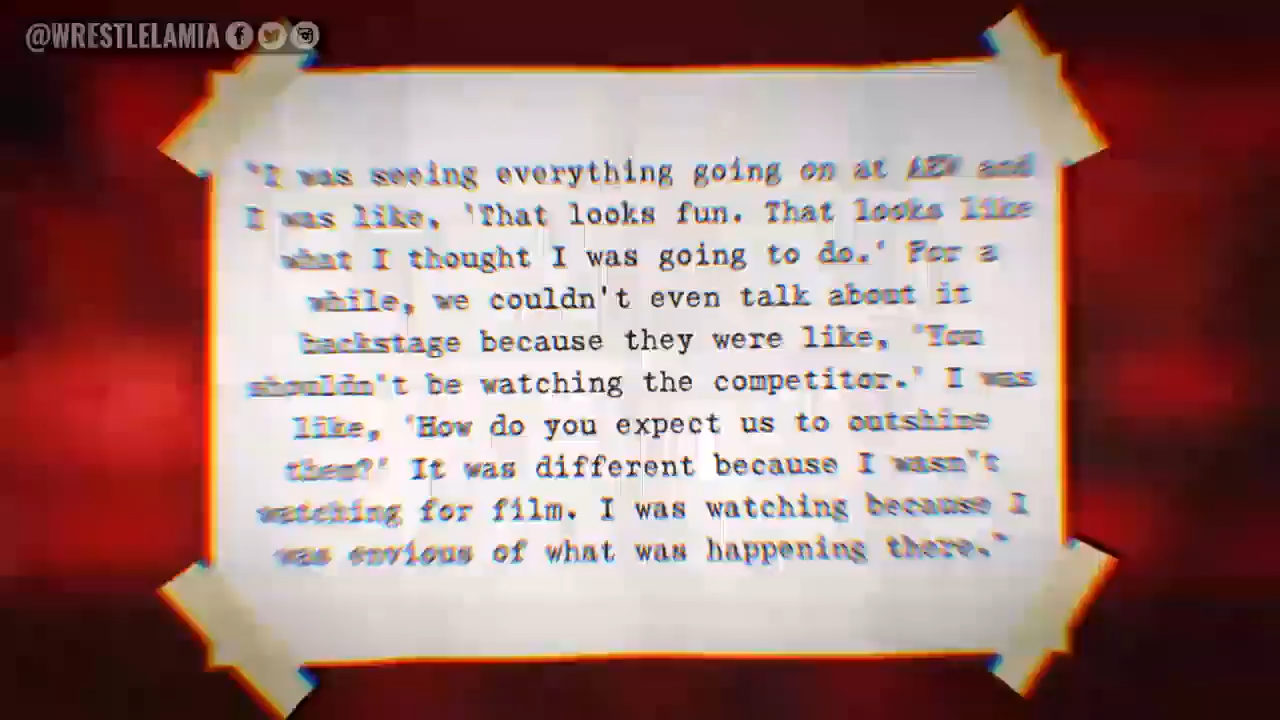 @WRESTLELAMIA
"I was seeing everything going on at AEW and
I was like, 'That looks fun. That looks like
what I thought I was going to do.' For a
while, we couldn't even talk about it
backstage because they were like, 'You
shouldn't be watching the competitor.' I was
like, 'How do you expect us to outshine
them?' It was different because I wasn't
watching for film. I was watching because I
was envious of what was happening there."